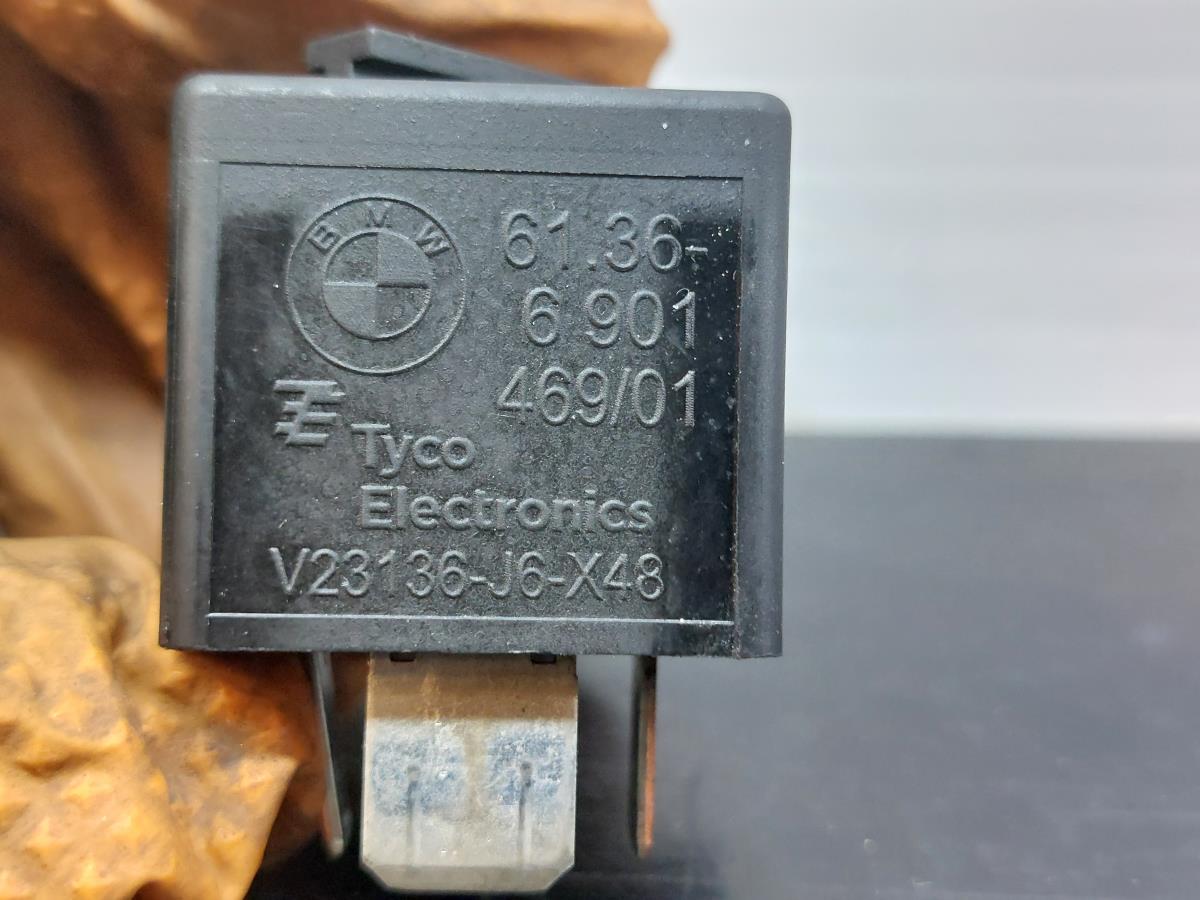 BMW
61.36-
6 901
469/01
Tyco
Electronics
V23136-J6-X48